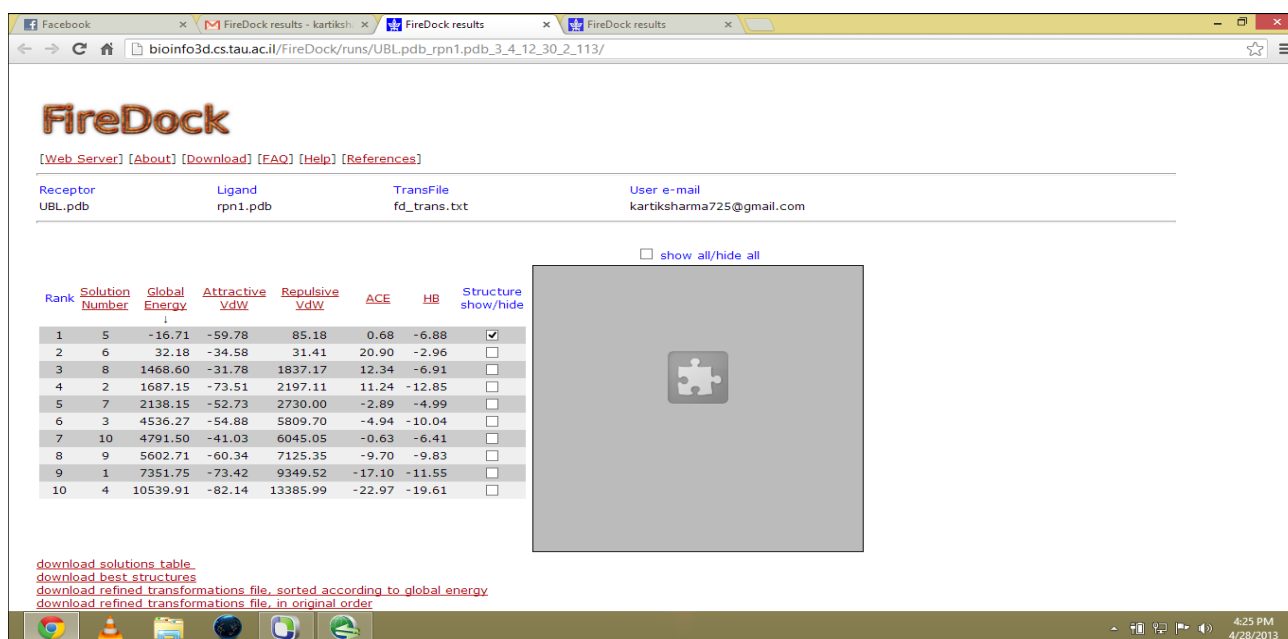 Facebook FireDock results - kartiksh FireDock results FireDock results
bioinfo3d.cs.tau.ac.il/FireDock/runs/UBL.pdb_rpn1.pdb_3_4_12_30_2_113/
FireDock
[Web Server] [About] [Download] [FAQ] [Help] [References]
Receptor Ligand TransFile User e-mail
UBL.pdb rpn1.pdb fd_trans.txt kartiksharma725@gmail.com
show all/hide all
Rank Solution Number Global Energy ↓ Attractive VdW Repulsive VdW ACE HB Structure show/hide
1 5 -16.71 -59.78 85.18 0.68 -6.88
2 6 32.18 -34.58 31.41 20.90 -2.96
3 8 1468.60 -31.78 1837.17 12.34 -6.91
4 2 1687.15 -73.51 2197.11 11.24 -12.85
5 7 2138.15 -52.73 2730.00 -2.89 -4.99
6 3 4536.27 -54.88 5809.70 -4.94 -10.04
7 10 4791.50 -41.03 6045.05 -0.63 -6.41
8 9 5602.71 -60.34 7125.35 -9.70 -9.83
9 1 7351.75 -73.42 9349.52 -17.10 -11.55
10 4 10539.91 -82.14 13385.99 -22.97 -19.61
download solutions table
download best structures
download refined transformations file, sorted according to global energy
download refined transformations file, in original order
4:25 PM
4/28/2013